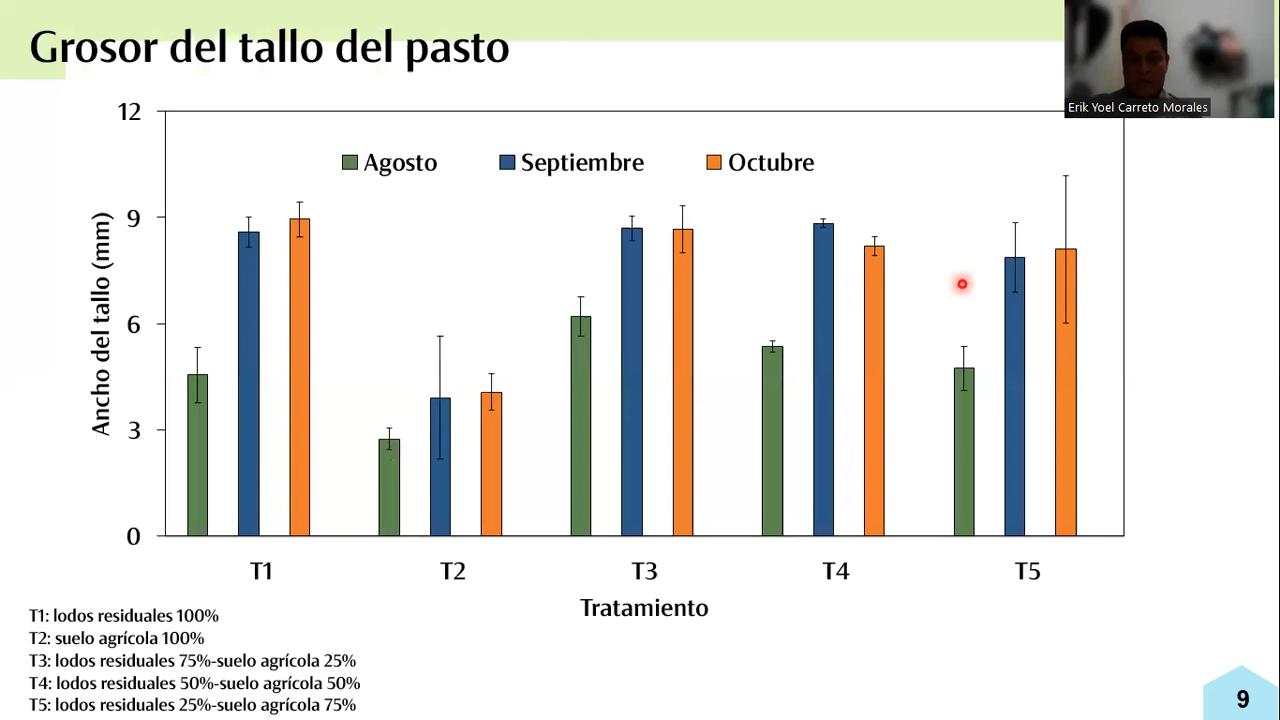 Grosor del tallo del pasto
Erik Yoel Carreto Morales
12
Agosto
Septiembre
Octubre
9
6
3
0
Ancho del tallo (mm)
T1
T2
T3
T4
T5
Tratamiento
T1: lodos residuales 100%
T2: suelo agrícola 100%
T3: lodos residuales 75%-suelo agrícola 25%
T4: lodos residuales 50%-suelo agrícola 50%
T5: lodos residuales 25%-suelo agrícola 75%
9